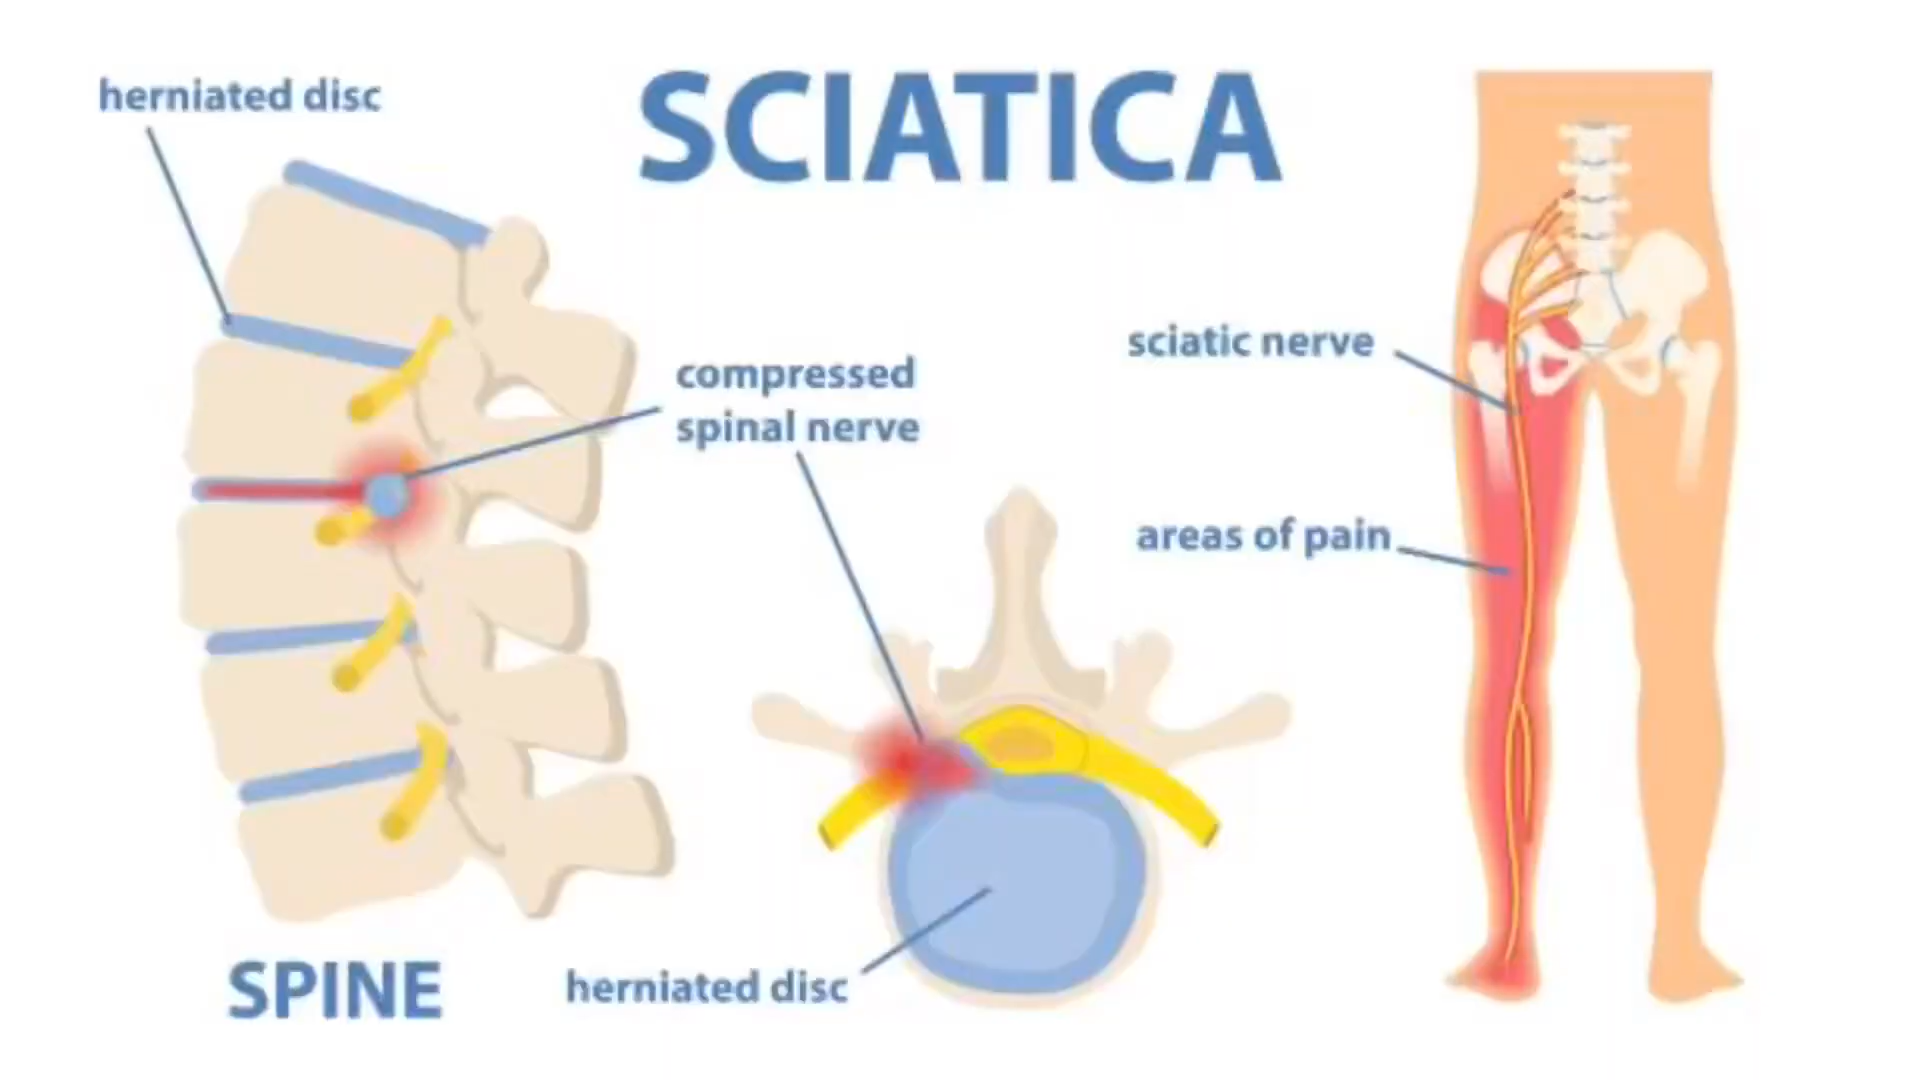 SCIATICA
herniated disc
compressed
spinal nerve
sciatic nerve
areas of pain
herniated disc
SPINE